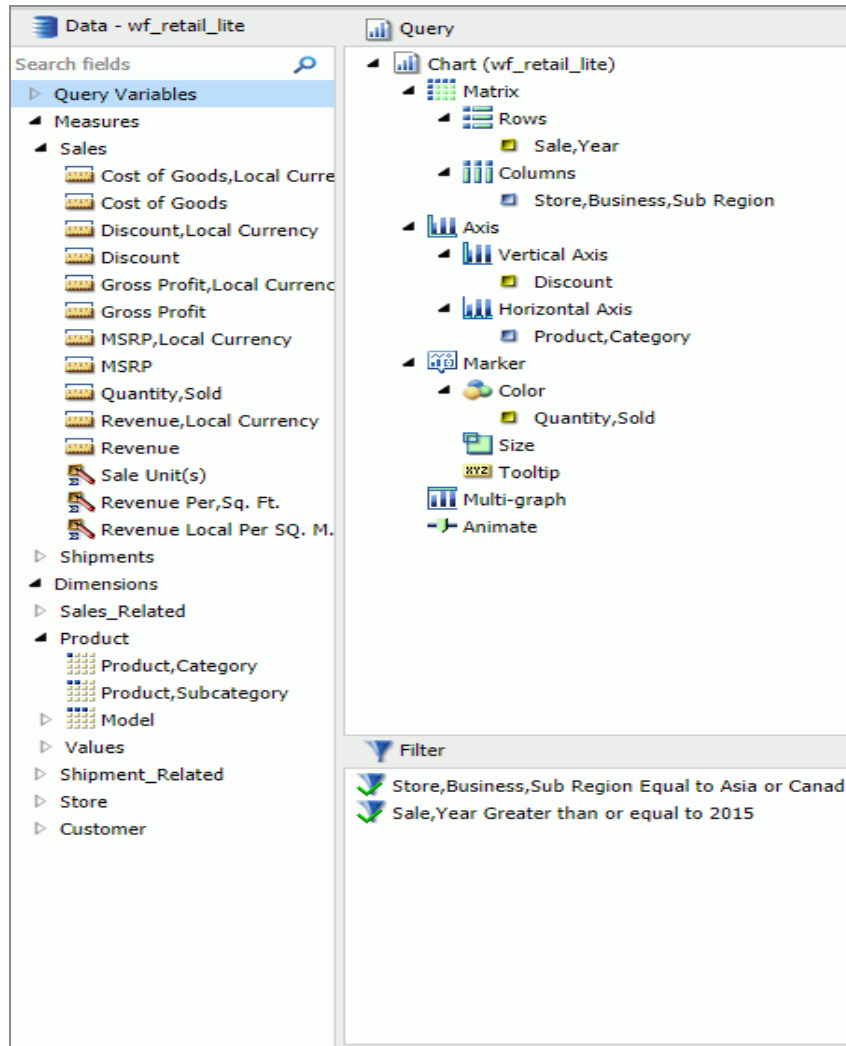 Data - wf_retail_lite
Search fields
Query Variables
Measures
Sales
Cost of Goods,Local Curre
Cost of Goods
Discount,Local Currency
Discount
Gross Profit,Local Currenc
Gross Profit
MSRP,Local Currency
MSRP
Quantity,Sold
Revenue,Local Currency
Revenue
Sale Unit(s)
Revenue Per,Sq. Ft.
Revenue Local Per SQ. M.
Shipments
Dimensions
Sales_Related
Product
Product,Category
Product,Subcategory
Model
Values
Shipment_Related
Store
Customer
Query
Chart (wf_retail_lite)
Matrix
Rows
Sale,Year
Columns
Store,Business,Sub Region
Axis
Vertical Axis
Discount
Horizontal Axis
Product,Category
Marker
Color
Quantity,Sold
Size
XYZ Tooltip
Multi-graph
Animate
Filter
Store,Business,Sub Region Equal to Asia or Canad
Sale,Year Greater than or equal to 2015